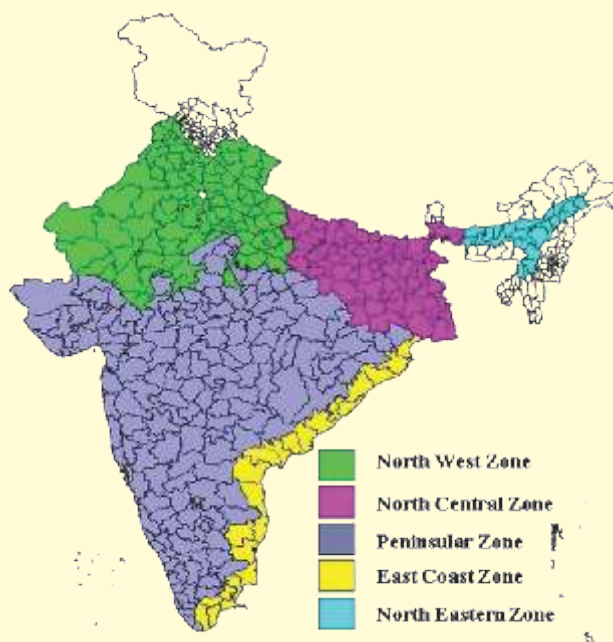 North West Zone
North Central Zone
Peninsular Zone
East Coast Zone
North Eastern Zone